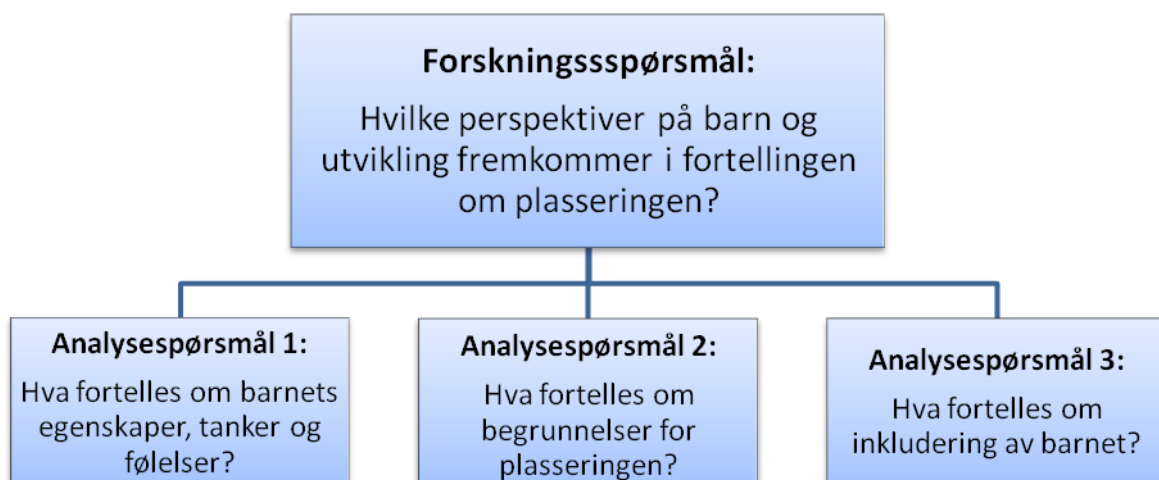 Forskningssspørsmål:
Hvilke perspektiver på barn og
utvikling fremkommer i fortellingen
om plasseringen?
Analysespørsmål 1:
Hva fortelles om barnets
egenskaper, tanker og
følelser?
Analysespørsmål 2:
Hva fortelles om
begrunnelser for
plasseringen?
Analysespørsmål 3:
Hva fortelles om
inkludering av barnet?